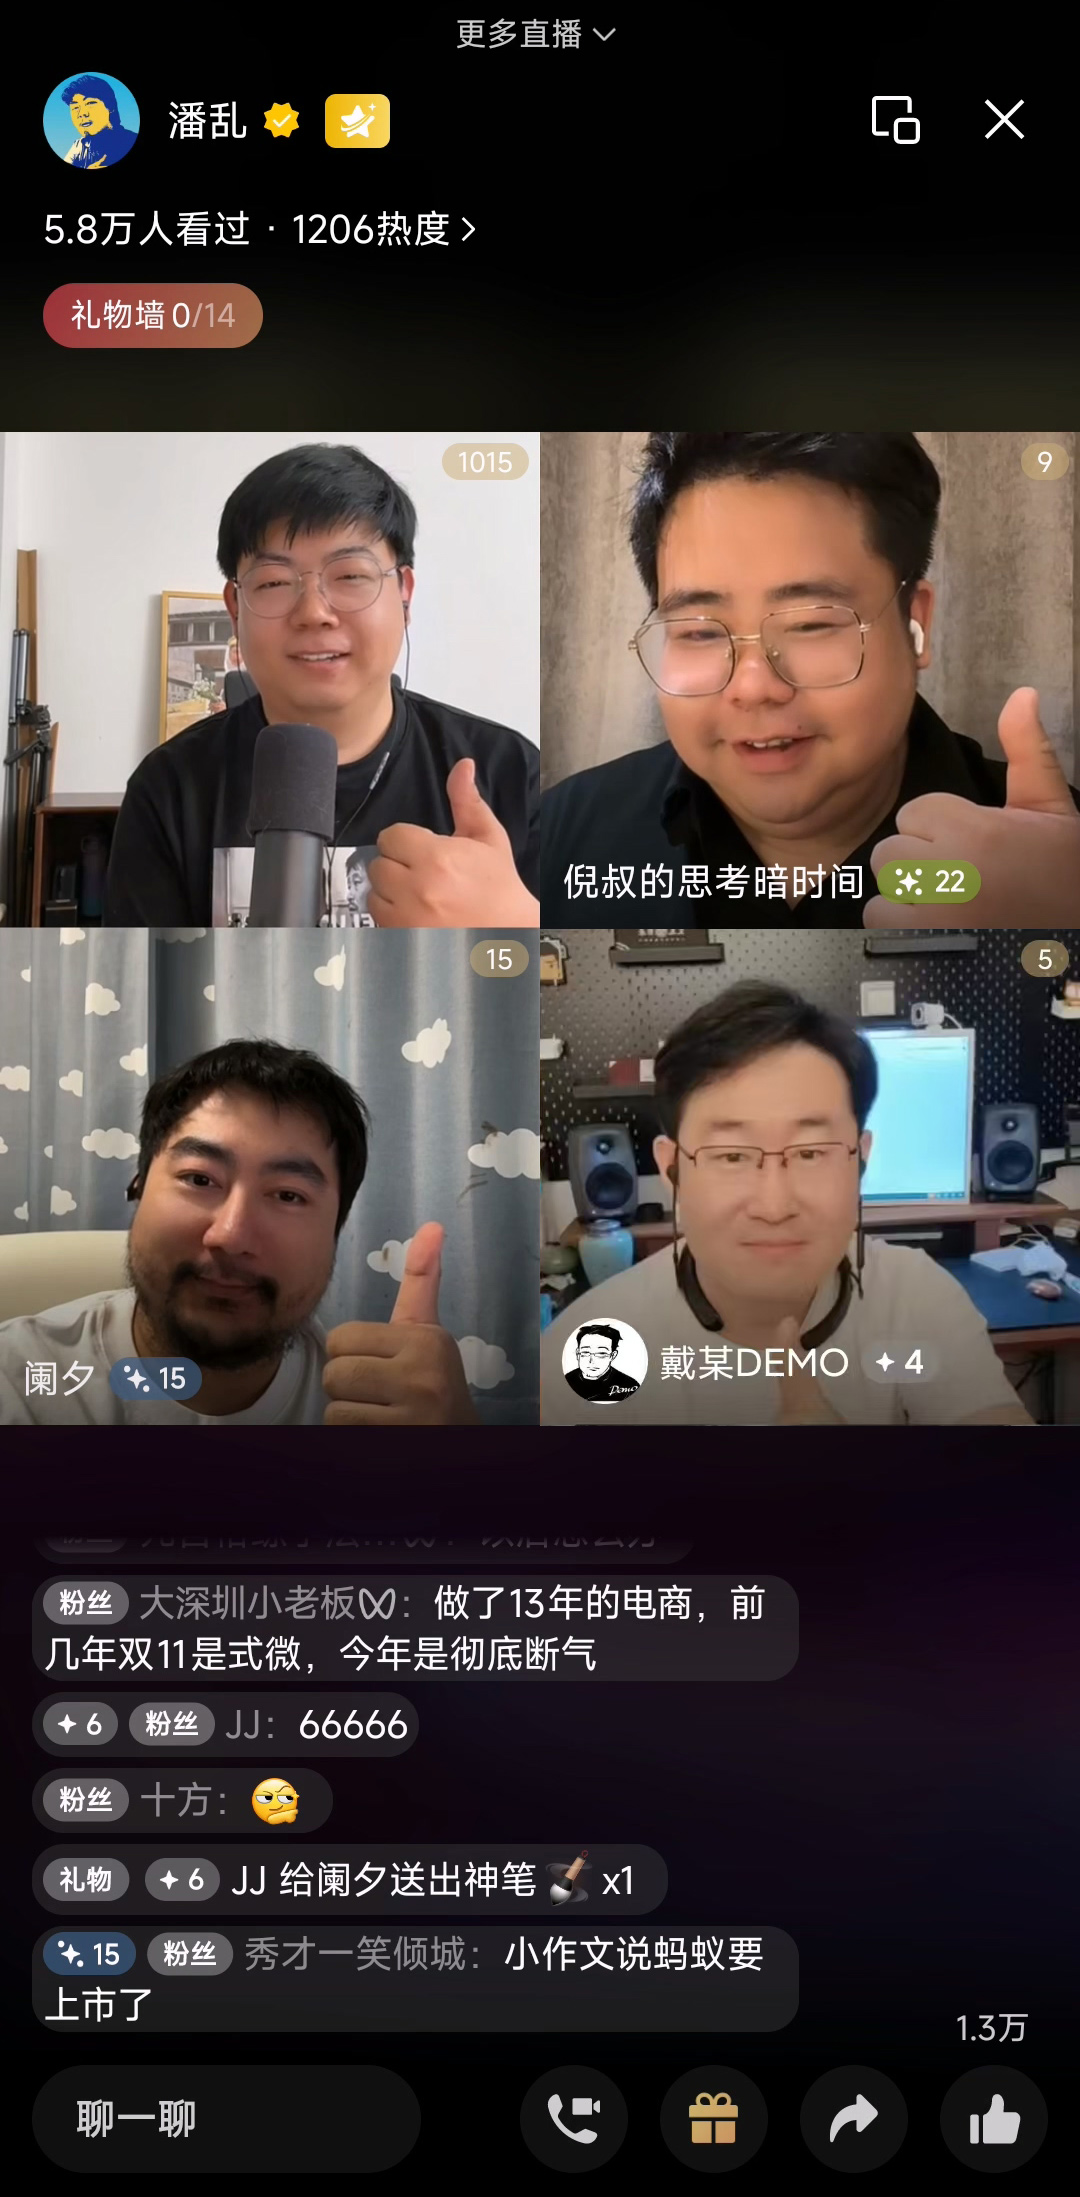 更多直播
潘乱
5.8万人看过 · 1206热度
礼物墙 0/14
1015
9
倪叔的思考暗时间 22
15
5
阑夕 15
戴某DEMO 4
粉丝 大深圳小老板：做了13年的电商，前
几年双11是式微，今年是彻底断气
6 粉丝 JJ：66666
粉丝 十方：
礼物 6 JJ 给阑夕送出神笔 x1
15 粉丝 秀才一笑倾城：小作文说蚂蚁要
上市了
1.3万
聊一聊